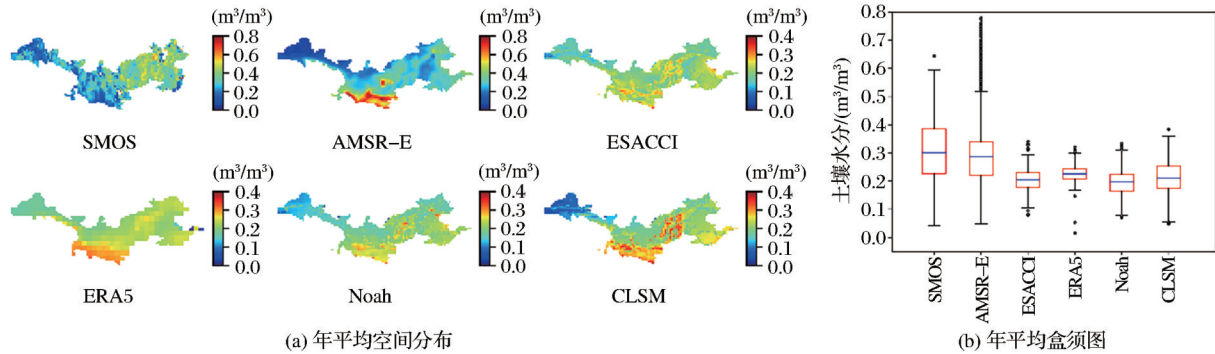 (m³/m³) (m³/m³) (m³/m³)
0.8 0.8 0.4
0.6 0.6 0.3
0.4 0.4 0.2
0.2 0.2 0.1
0.0 0.0 0.0
SMOS AMSR-E ESACCI
(m³/m³) (m³/m³) (m³/m³)
0.4 0.4 0.4
0.3 0.3 0.3
0.2 0.2 0.2
0.1 0.1 0.1
0.0 0.0 0.0
ERA5 Noah CLSM
(a) 年平均空间分布
土壤水分/(m³/m³)
0.8
0.7
0.6
0.5
0.4
0.3
0.2
0.1
0.0
SMOS
AMSR-E
ESACCI
ERA5
Noah
CLSM
(b) 年平均盒须图